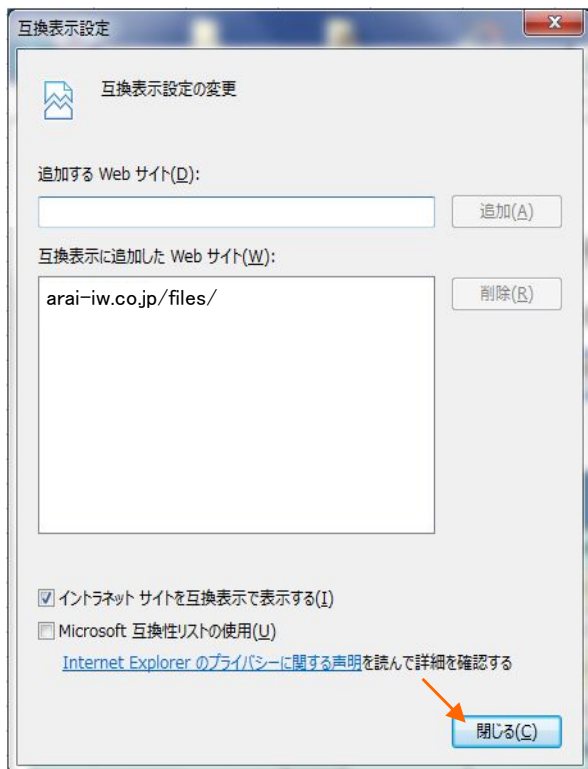 互換表示設定
互換表示設定の変更
追加する Web サイト(D):
追加(A)
互換表示に追加した Web サイト(W):
arai-iw.co.jp/files/
削除(R)
イントラネット サイトを互換表示で表示する(I)
Microsoft 互換性リストの使用(U)
Internet Explorer のプライバシーに関する声明を読んで詳細を確認する
閉じる(C)